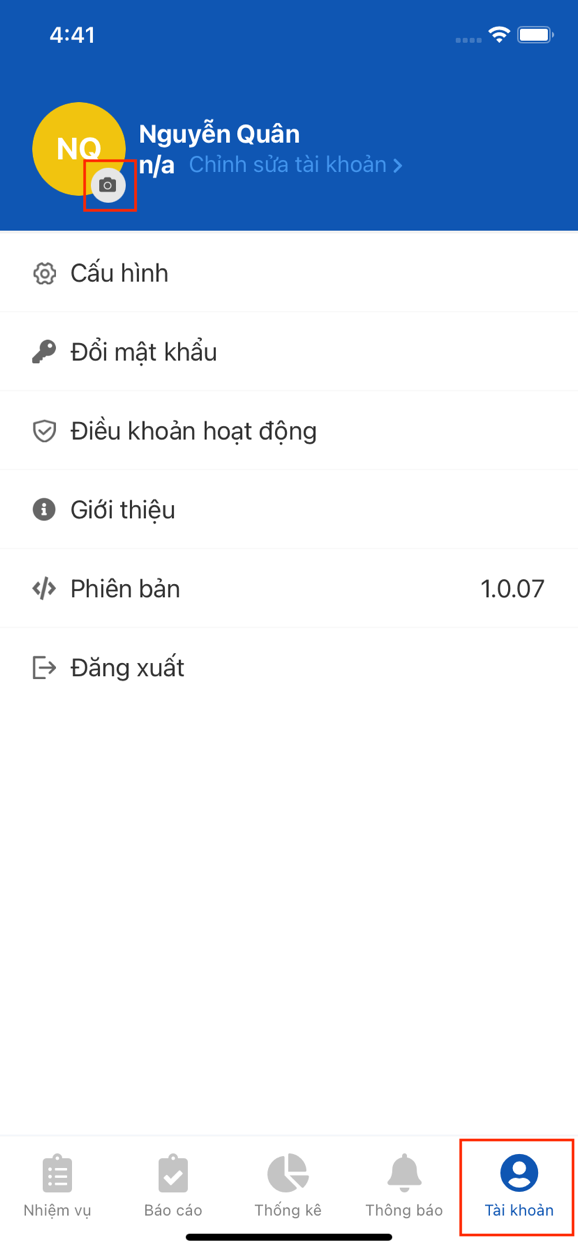 4:41
NQ
Nguyễn Quân
n/a Chỉnh sửa tài khoản
Cấu hình
Đổi mật khẩu
Điều khoản hoạt động
Giới thiệu
Phiên bản 1.0.07
Đăng xuất
Nhiệm vụ Báo cáo Thống kê Thông báo Tài khoản